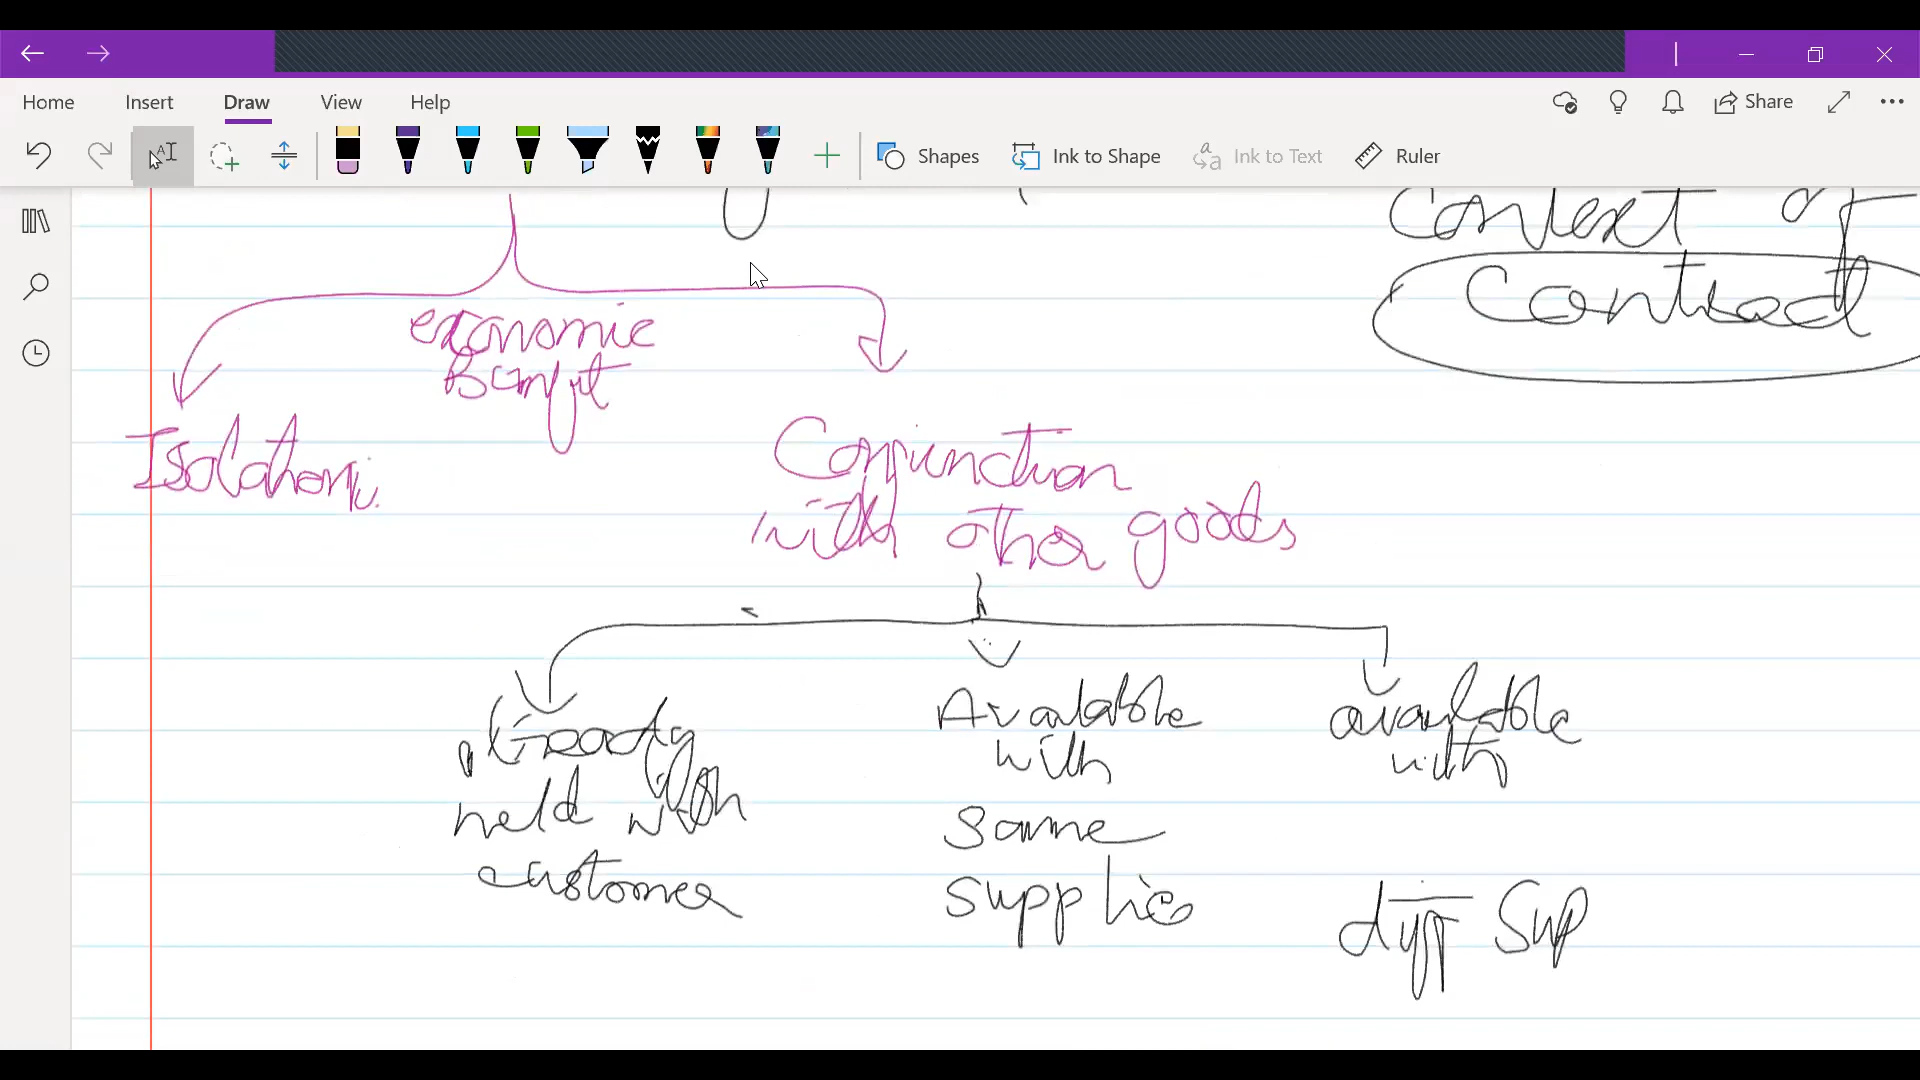 Home Insert Draw View Help Share
Shapes Ink to Shape Ink to Text Ruler
Context of
Contract
economic
Benefit
Isolation
Conjunction
with other goods
Already
held with
customer
Available
with
same
supplier
available
with
diff Sup